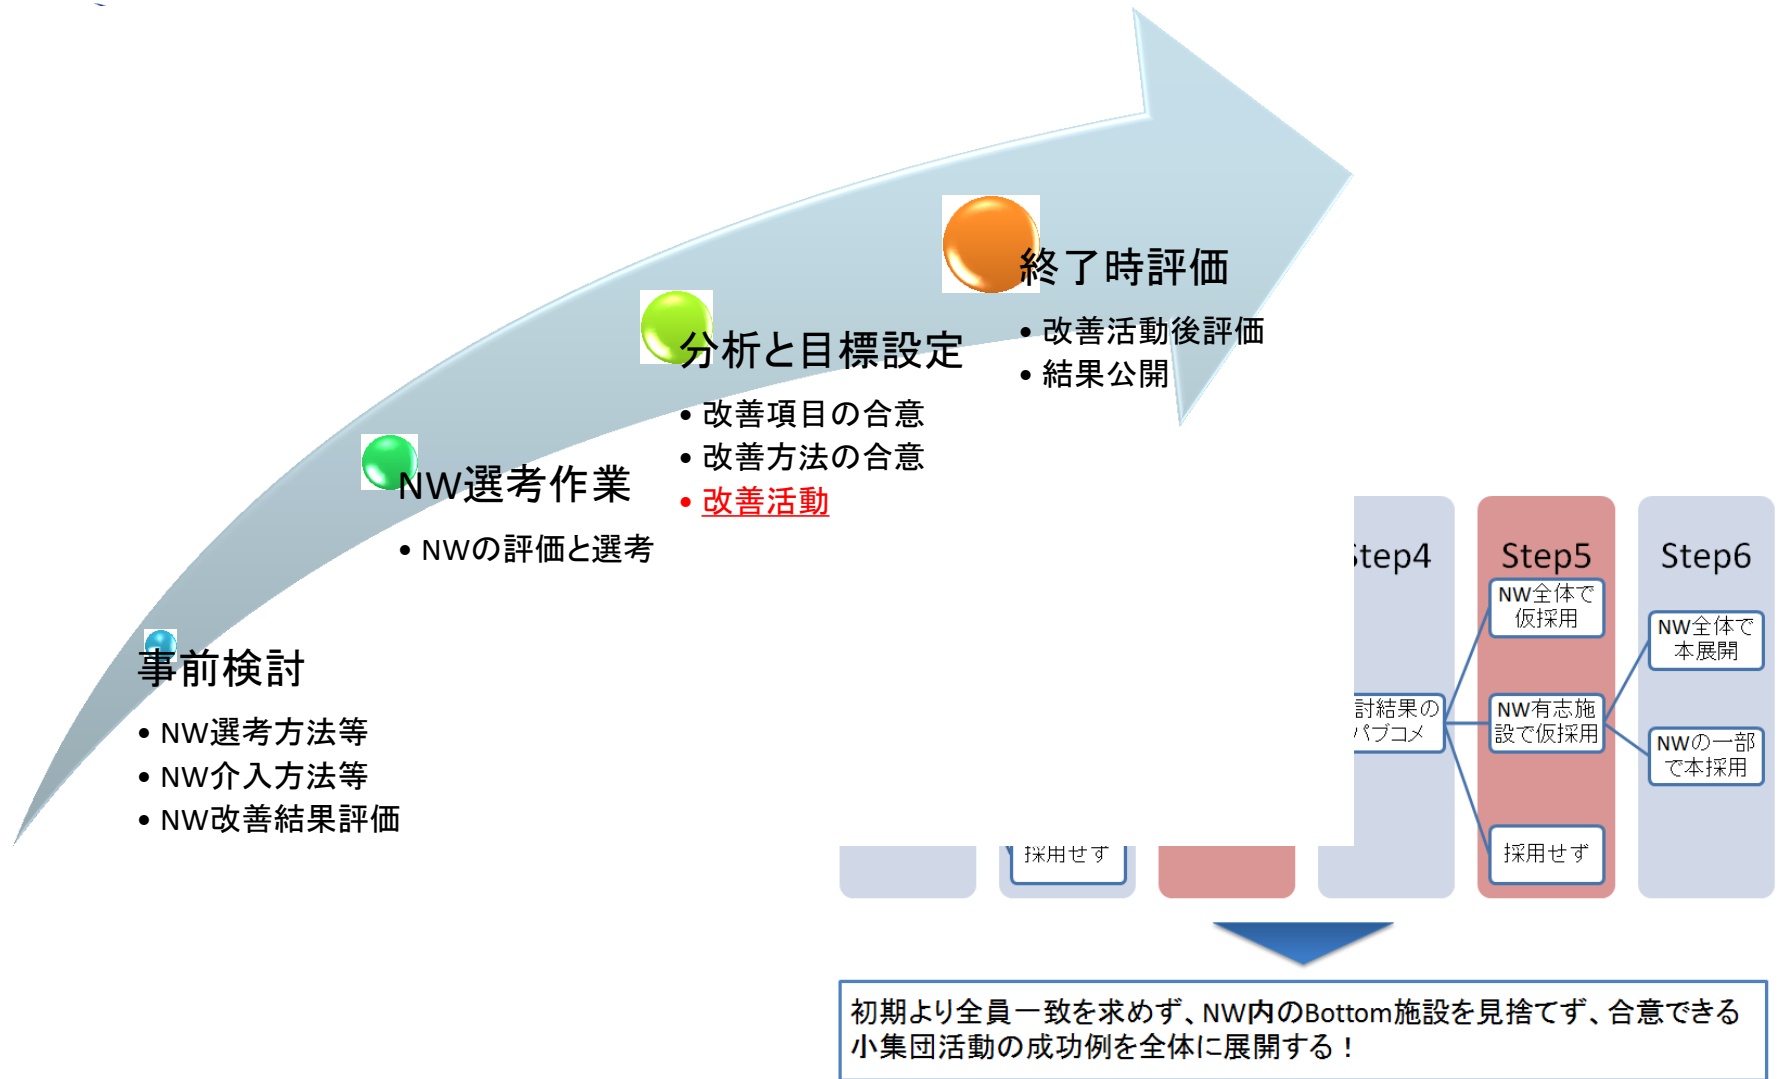 終了時評価
• 改善活動後評価
• 結果公開
分析と目標設定
• 改善項目の合意
• 改善方法の合意
• 改善活動
NW選考作業
• NWの評価と選考
事前検討
• NW選考方法等
• NW介入方法等
• NW改善結果評価
採用せず
tep4
討結果の
パブコメ
Step5
NW全体で
仮採用
NW有志施
設で仮採用
採用せず
Step6
NW全体で
本展開
NWの一部
で本採用
初期より全員一致を求めず、NW内のBottom施設を見捨てず、合意できる
小集団活動の成功例を全体に展開する！